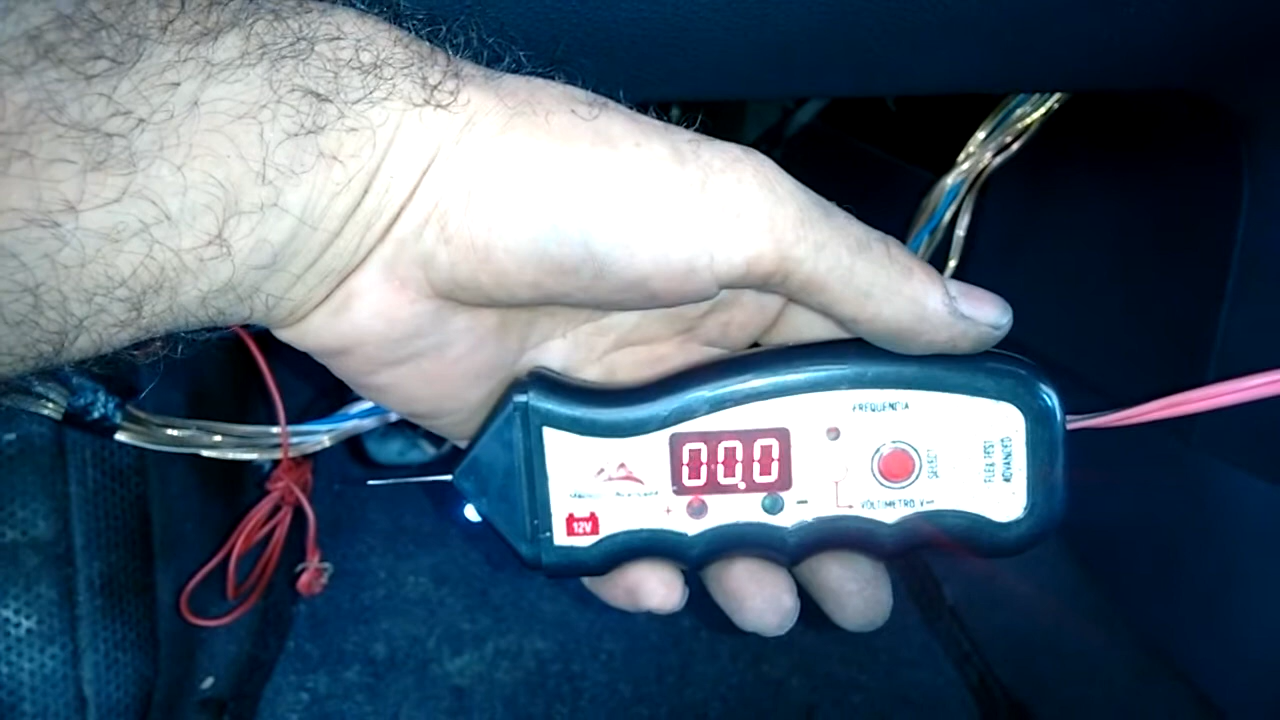 FREQUENCIA
00.0
SELECT
FLEX TEST
ADVANCED
+
-
VOLTIMETRO V
12V